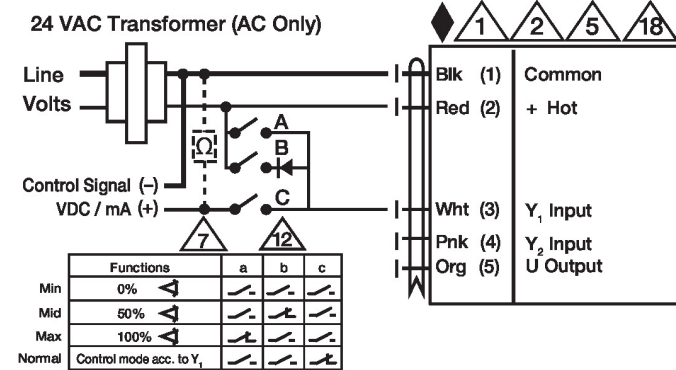 24 VAC Transformer (AC Only)
1 2 5 18
Line
Volts
Blk (1) Common
Red (2) + Hot
A
Ω
B
Control Signal (–)
VDC / mA (+)
C
Wht (3) Y1 Input
Pnk (4) Y2 Input
Org (5) U Output
7 12
Functions a b c
Min 0%
Mid 50%
Max 100%
Normal Control mode acc. to Y1